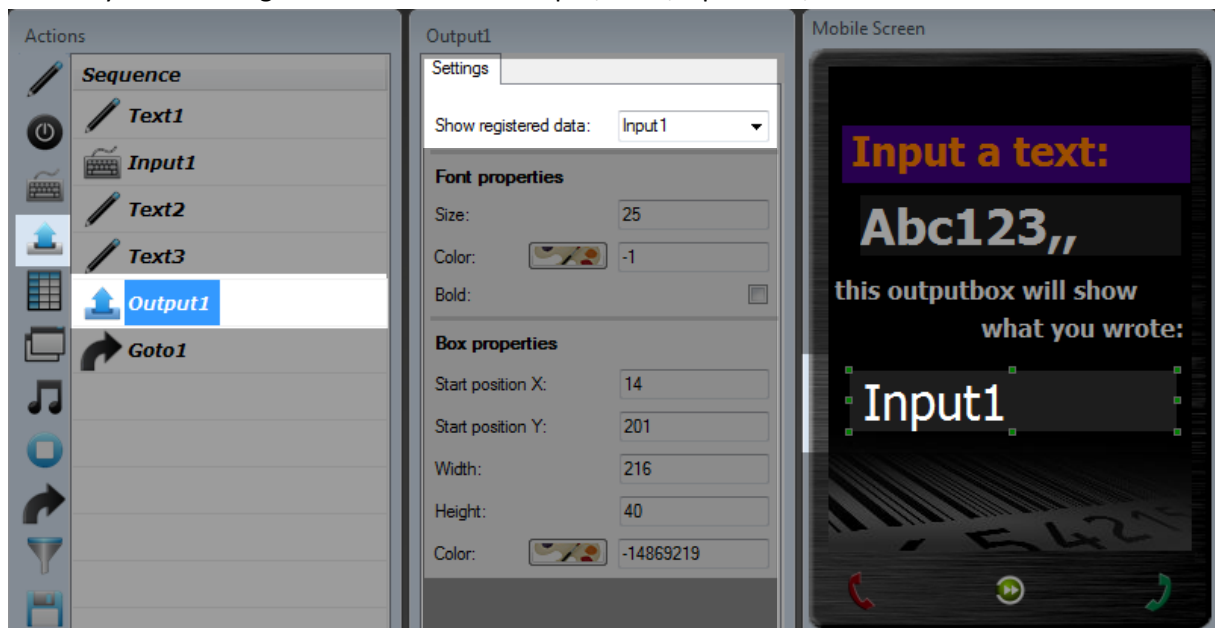 Actions
Sequence
Text1
Input1
Text2
Text3
Output1
Goto1
Output1
Settings
Show registered data: Input1
Font properties
Size: 25
Color: -1
Bold:
Box properties
Start position X: 14
Start position Y: 201
Width: 216
Height: 40
Color: -14869219
Mobile Screen
Input a text:
Abc123,,
this outputbox will show
what you wrote:
Input1
5421